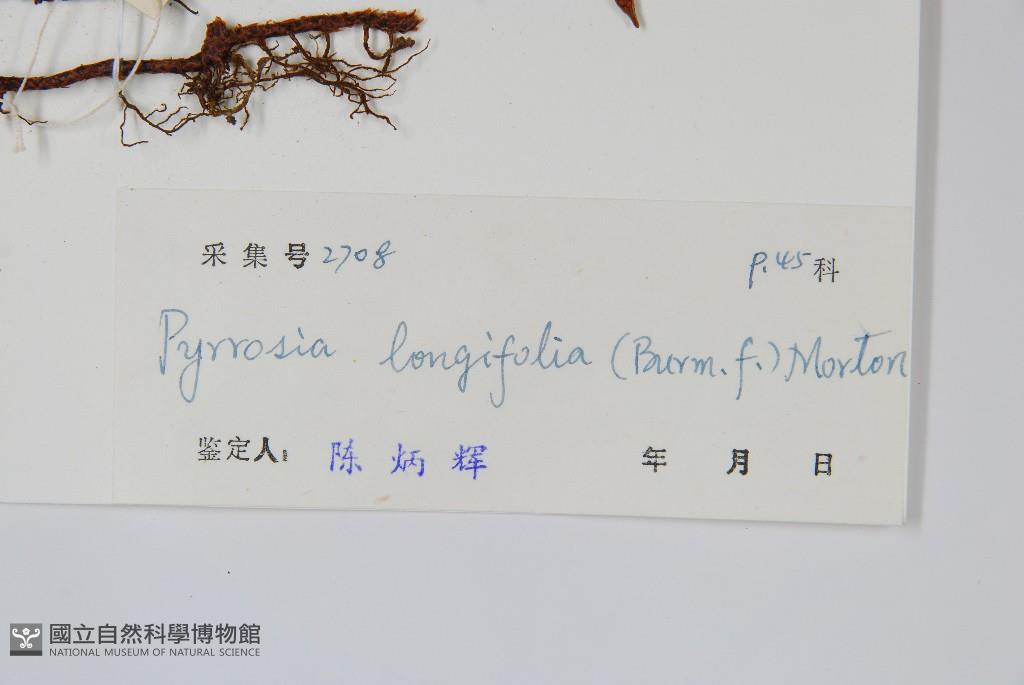 采集号 2708 P.45 科
Pyrrosia longifolia (Burm. f.) Morton
鉴定人: 陈炳辉 年 月 日
國立自然科學博物館
NATIONAL MUSEUM OF NATURAL SCIENCE